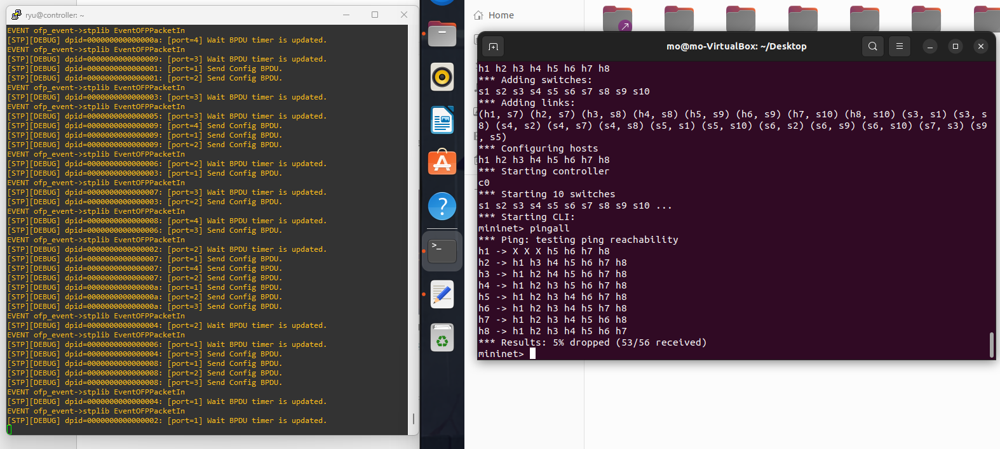 ryu@controller: ~
EVENT ofp_event->stplib EventOFPPacketIn
[STP][DEBUG] dpid=000000000000000a: [port=4] Wait BPDU timer is updated.
EVENT ofp_event->stplib EventOFPPacketIn
[STP][DEBUG] dpid=0000000000000009: [port=3] Wait BPDU timer is updated.
[STP][DEBUG] dpid=0000000000000001: [port=1] Send Config BPDU.
[STP][DEBUG] dpid=0000000000000001: [port=2] Send Config BPDU.
EVENT ofp_event->stplib EventOFPPacketIn
[STP][DEBUG] dpid=0000000000000003: [port=3] Wait BPDU timer is updated.
EVENT ofp_event->stplib EventOFPPacketIn
[STP][DEBUG] dpid=0000000000000005: [port=3] Wait BPDU timer is updated.
[STP][DEBUG] dpid=0000000000000009: [port=4] Send Config BPDU.
[STP][DEBUG] dpid=0000000000000009: [port=1] Send Config BPDU.
[STP][DEBUG] dpid=0000000000000009: [port=2] Send Config BPDU.
EVENT ofp_event->stplib EventOFPPacketIn
[STP][DEBUG] dpid=0000000000000006: [port=2] Wait BPDU timer is updated.
[STP][DEBUG] dpid=0000000000000003: [port=1] Send Config BPDU.
EVENT ofp_event->stplib EventOFPPacketIn
[STP][DEBUG] dpid=0000000000000007: [port=3] Wait BPDU timer is updated.
[STP][DEBUG] dpid=0000000000000003: [port=2] Send Config BPDU.
EVENT ofp_event->stplib EventOFPPacketIn
[STP][DEBUG] dpid=0000000000000008: [port=4] Wait BPDU timer is updated.
[STP][DEBUG] dpid=0000000000000006: [port=3] Send Config BPDU.
EVENT ofp_event->stplib EventOFPPacketIn
[STP][DEBUG] dpid=0000000000000002: [port=2] Wait BPDU timer is updated.
[STP][DEBUG] dpid=0000000000000007: [port=1] Send Config BPDU.
[STP][DEBUG] dpid=0000000000000007: [port=4] Send Config BPDU.
[STP][DEBUG] dpid=0000000000000007: [port=2] Send Config BPDU.
[STP][DEBUG] dpid=000000000000000a: [port=1] Send Config BPDU.
[STP][DEBUG] dpid=000000000000000a: [port=2] Send Config BPDU.
[STP][DEBUG] dpid=000000000000000a: [port=3] Send Config BPDU.
EVENT ofp_event->stplib EventOFPPacketIn
[STP][DEBUG] dpid=0000000000000004: [port=2] Wait BPDU timer is updated.
EVENT ofp_event->stplib EventOFPPacketIn
[STP][DEBUG] dpid=0000000000000006: [port=1] Wait BPDU timer is updated.
[STP][DEBUG] dpid=0000000000000004: [port=3] Send Config BPDU.
[STP][DEBUG] dpid=0000000000000008: [port=1] Send Config BPDU.
[STP][DEBUG] dpid=0000000000000008: [port=2] Send Config BPDU.
[STP][DEBUG] dpid=0000000000000008: [port=3] Send Config BPDU.
EVENT ofp_event->stplib EventOFPPacketIn
[STP][DEBUG] dpid=0000000000000004: [port=1] Wait BPDU timer is updated.
EVENT ofp_event->stplib EventOFPPacketIn
[STP][DEBUG] dpid=0000000000000002: [port=1] Wait BPDU timer is updated.
Home
mo@mo-VirtualBox: ~/Desktop
h1 h2 h3 h4 h5 h6 h7 h8
*** Adding switches:
s1 s2 s3 s4 s5 s6 s7 s8 s9 s10
*** Adding links:
(h1, s7) (h2, s7) (h3, s8) (h4, s8) (h5, s9) (h6, s9) (h7, s10) (h8, s10) (s3, s1) (s3, s
8) (s4, s2) (s4, s7) (s4, s8) (s5, s1) (s5, s10) (s6, s2) (s6, s9) (s6, s10) (s7, s3) (s9
, s5)
*** Configuring hosts
h1 h2 h3 h4 h5 h6 h7 h8
*** Starting controller
c0
*** Starting 10 switches
s1 s2 s3 s4 s5 s6 s7 s8 s9 s10 ...
*** Starting CLI:
mininet> pingall
*** Ping: testing ping reachability
h1 -> X X X h5 h6 h7 h8
h2 -> h1 h3 h4 h5 h6 h7 h8
h3 -> h1 h2 h4 h5 h6 h7 h8
h4 -> h1 h2 h3 h5 h6 h7 h8
h5 -> h1 h2 h3 h4 h6 h7 h8
h6 -> h1 h2 h3 h4 h5 h7 h8
h7 -> h1 h2 h3 h4 h5 h6 h8
h8 -> h1 h2 h3 h4 h5 h6 h7
*** Results: 5% dropped (53/56 received)
mininet>